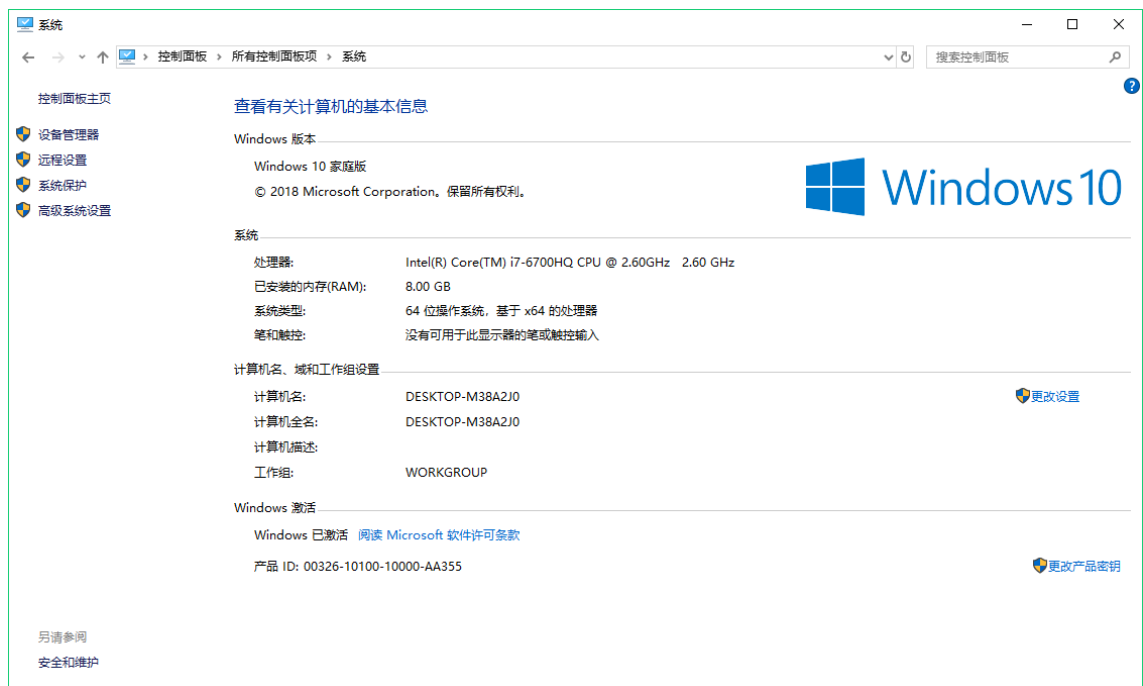 系统
控制面板 › 所有控制面板项 › 系统
搜索控制面板
控制面板主页
设备管理器
远程设置
系统保护
高级系统设置
查看有关计算机的基本信息
Windows 版本
Windows 10 家庭版
© 2018 Microsoft Corporation。保留所有权利。
Windows 10
系统
处理器: Intel(R) Core(TM) i7-6700HQ CPU @ 2.60GHz 2.60 GHz
已安装的内存(RAM): 8.00 GB
系统类型: 64 位操作系统，基于 x64 的处理器
笔和触控: 没有可用于此显示器的笔或触控输入
计算机名、域和工作组设置
计算机名: DESKTOP-M38A2J0 更改设置
计算机全名: DESKTOP-M38A2J0
计算机描述:
工作组: WORKGROUP
Windows 激活
Windows 已激活 阅读 Microsoft 软件许可条款
产品 ID: 00326-10100-10000-AA355 更改产品密钥
另请参阅
安全和维护